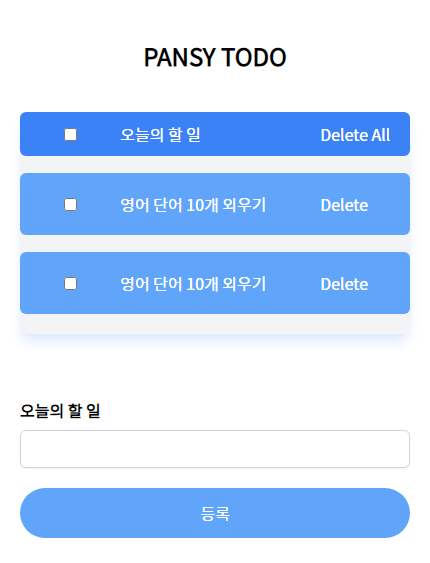 PANSY TODO
오늘의 할 일 Delete All
영어 단어 10개 외우기 Delete
영어 단어 10개 외우기 Delete
오늘의 할 일
등록